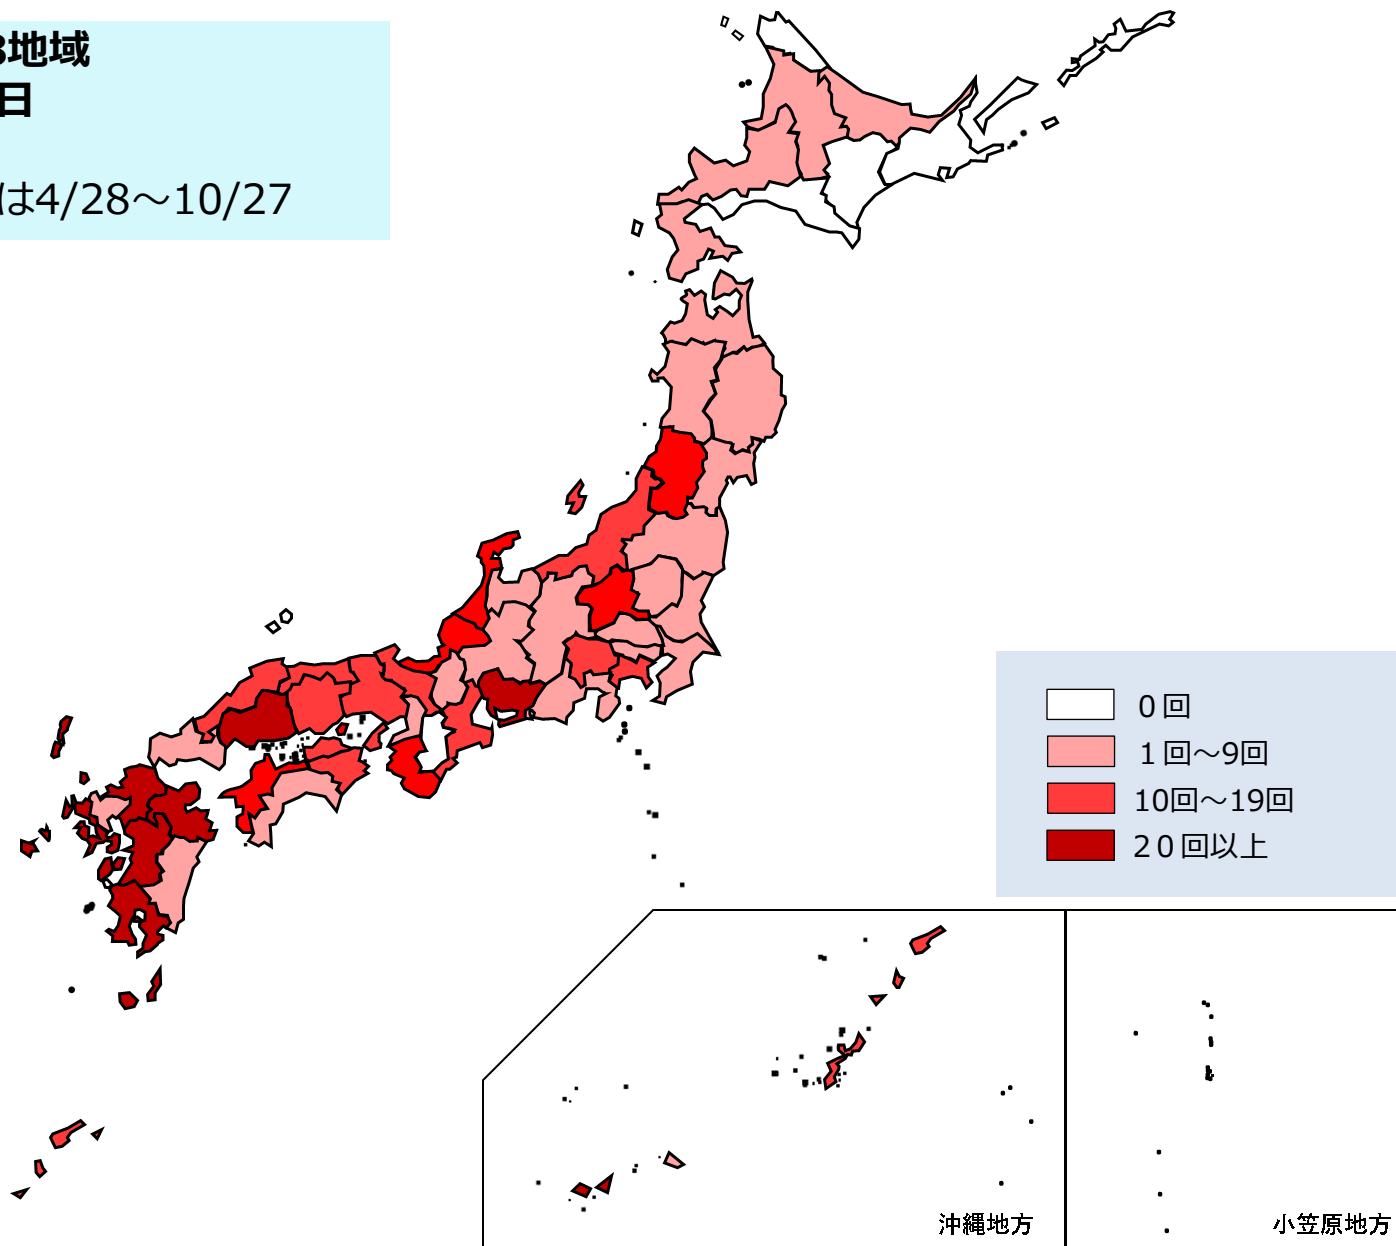 地域
日
は4/28～10/27
０回
１回～9回
10回～19回
２０回以上
沖縄地方
小笠原地方